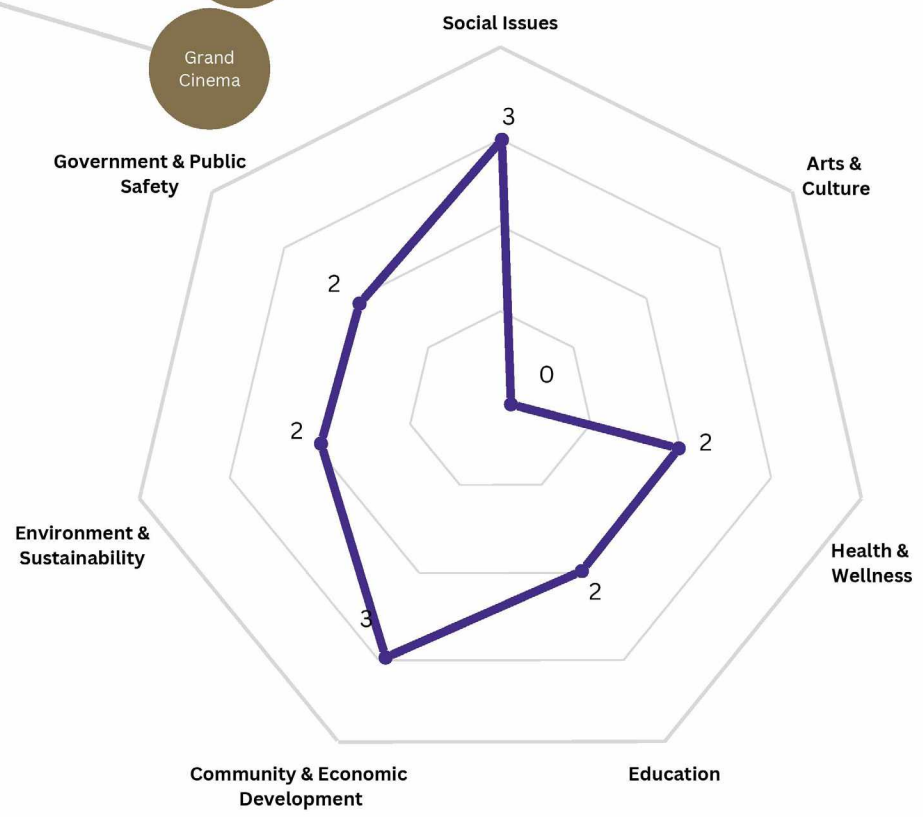 Social Issues
Grand
Cinema
3
Government & Public
Safety
Arts &
Culture
2
0
2
2
Environment &
Sustainability
Health &
Wellness
2
3
Community & Economic
Development
Education